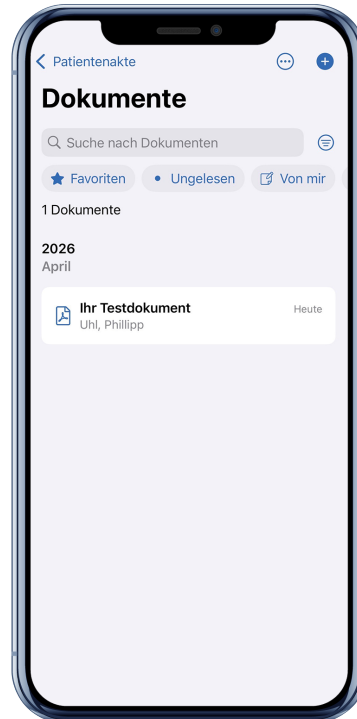 Patientenakte
Dokumente
Suche nach Dokumenten
Favoriten
Ungelesen
Von mir
1 Dokumente
2026
April
Ihr Testdokument
Heute
Uhl, Phillipp